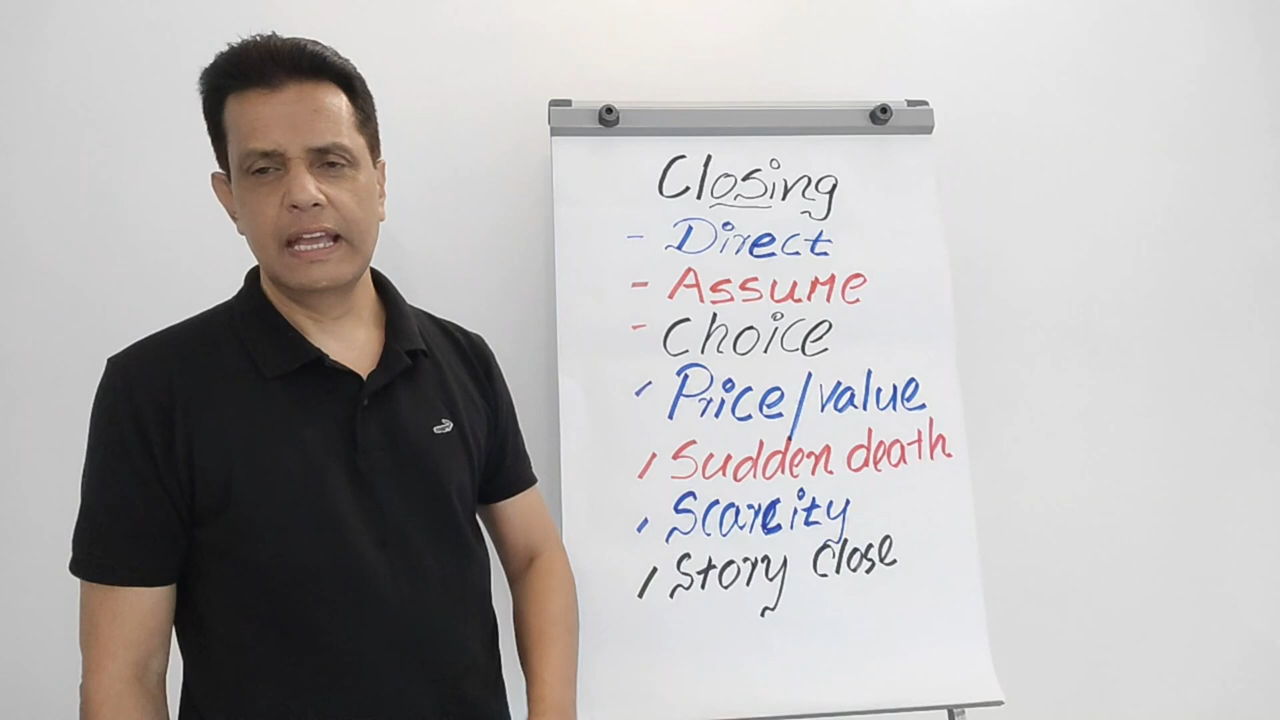 Closing
- Direct
- Assume
- Choice
- Price/value
- Sudden death
- Scarcity
- Story close